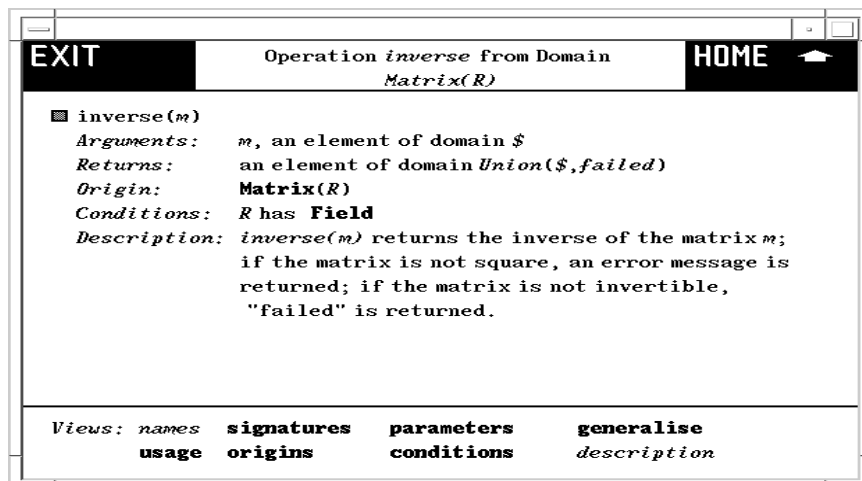 EXIT
Operation inverse from Domain
HOME
Matrix(R)
inverse(m)
Arguments: m, an element of domain $
Returns: an element of domain Union($,failed)
Origin: Matrix(R)
Conditions: R has Field
Description: inverse(m) returns the inverse of the matrix m;
if the matrix is not square, an error message is
returned; if the matrix is not invertible,
"failed" is returned.
Views: names signatures parameters generalise
usage origins conditions description